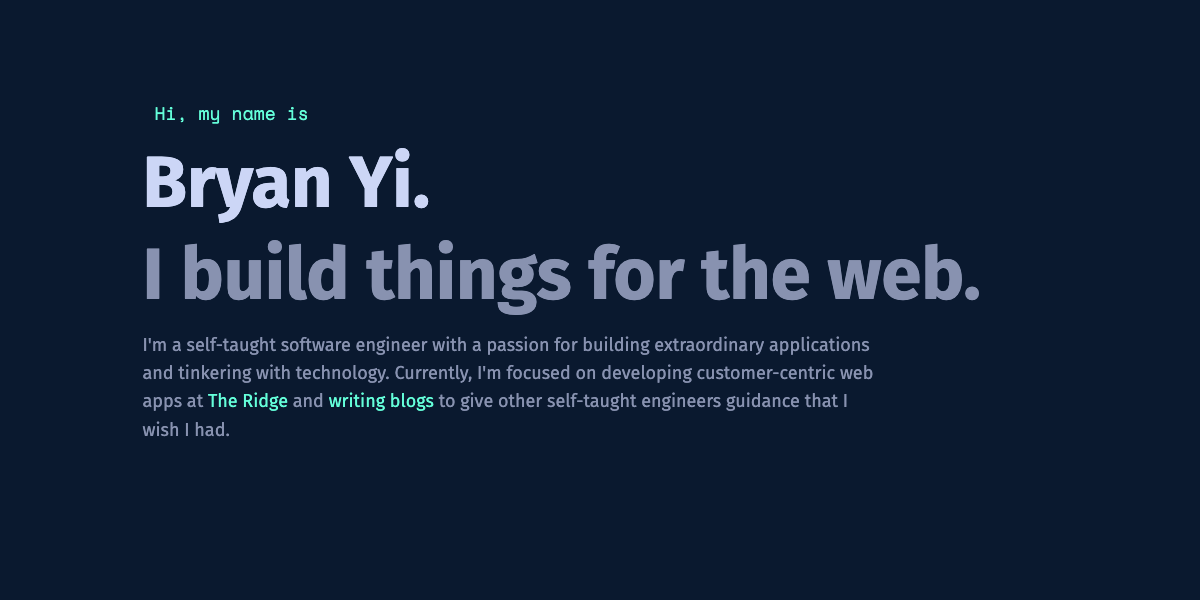 Hi, my name is
Bryan Yi.
I build things for the web.
I'm a self-taught software engineer with a passion for building extraordinary applications
and tinkering with technology. Currently, I'm focused on developing customer-centric web
apps at The Ridge and writing blogs to give other self-taught engineers guidance that I
wish I had.